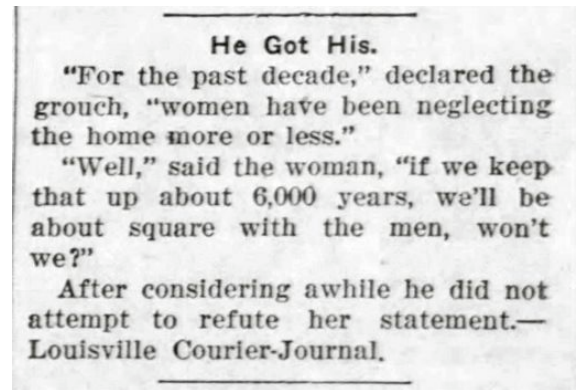 He Got His.
"For the past decade," declared the
grouch, "women have been neglecting
the home more or less."
"Well," said the woman, "if we keep
that up about 6,000 years, we'll be
about square with the men, won't
we?"
After considering awhile he did not
attempt to refute her statement.—
Louisville Courier-Journal.